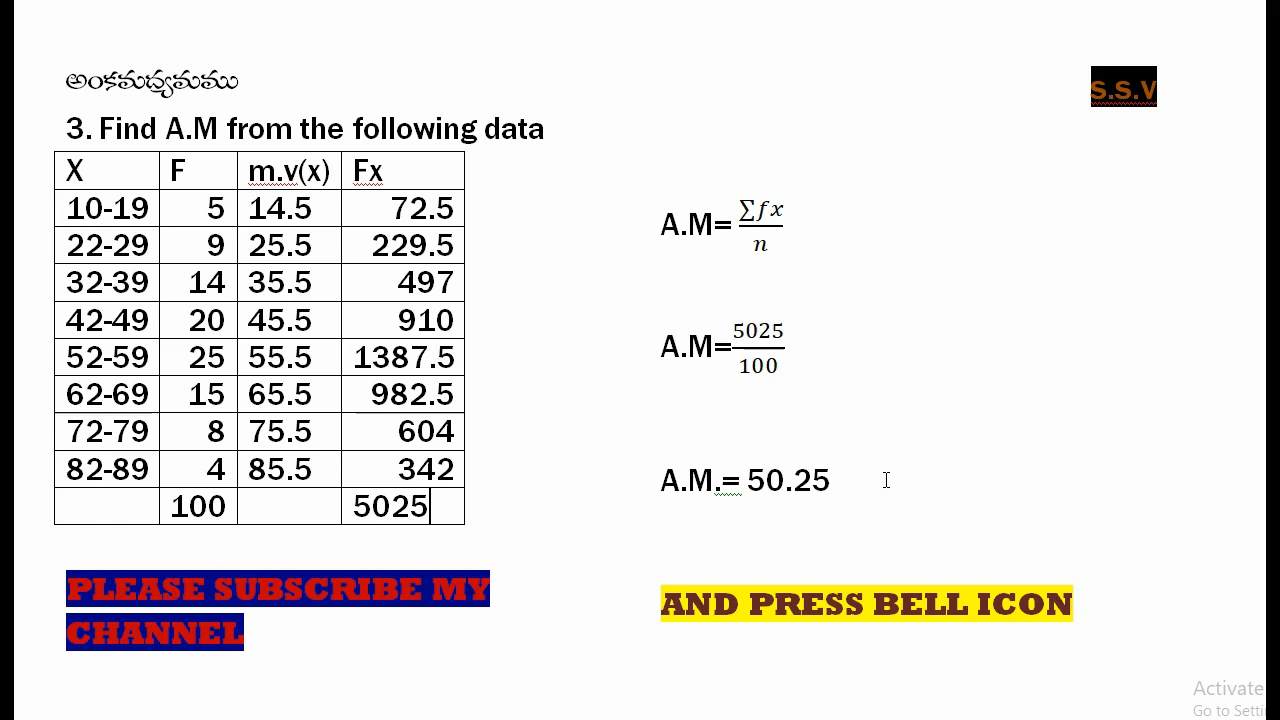 అంకమద్యమము
S.S.V
3. Find A.M from the following data
X F m.v(x) Fx
10-19 5 14.5 72.5
22-29 9 25.5 229.5
32-39 14 35.5 497
42-49 20 45.5 910
52-59 25 55.5 1387.5
62-69 15 65.5 982.5
72-79 8 75.5 604
82-89 4 85.5 342
100 5025
A.M= ∑fx/n
A.M=5025/100
A.M.= 50.25
PLEASE SUBSCRIBE MY
CHANNEL
AND PRESS BELL ICON
Activate
Go to Setti